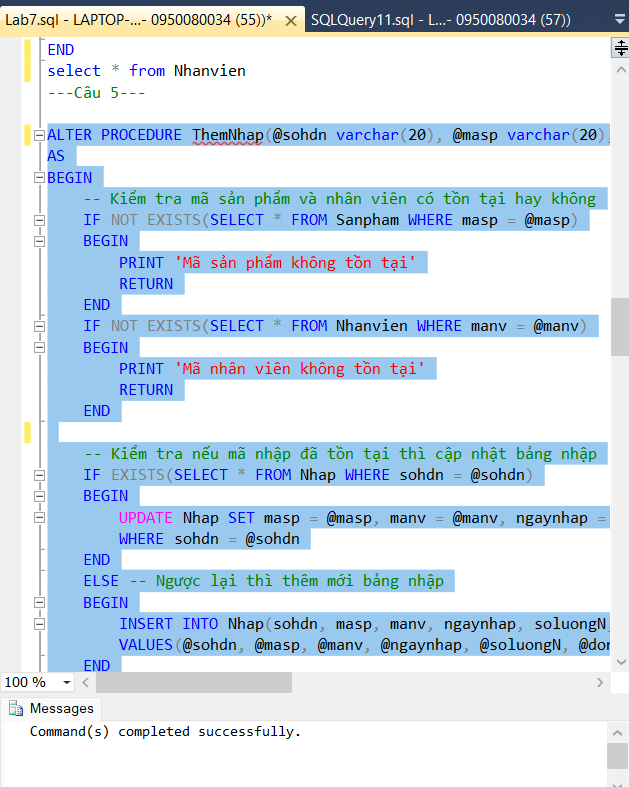 Lab7.sql - LAPTOP-...- 0950080034 (55))*
SQLQuery11.sql - L...- 0950080034 (57))
END
select * from Nhanvien
---Câu 5---
ALTER PROCEDURE ThemNhap(@sohdn varchar(20), @masp varchar(20),
AS
BEGIN
-- Kiểm tra mã sản phẩm và nhân viên có tồn tại hay không
IF NOT EXISTS(SELECT * FROM Sanpham WHERE masp = @masp)
BEGIN
PRINT 'Mã sản phẩm không tồn tại'
RETURN
END
IF NOT EXISTS(SELECT * FROM Nhanvien WHERE manv = @manv)
BEGIN
PRINT 'Mã nhân viên không tồn tại'
RETURN
END
-- Kiểm tra nếu mã nhập đã tồn tại thì cập nhật bảng nhập
IF EXISTS(SELECT * FROM Nhap WHERE sohdn = @sohdn)
BEGIN
UPDATE Nhap SET masp = @masp, manv = @manv, ngaynhap =
WHERE sohdn = @sohdn
END
ELSE -- Ngược lại thì thêm mới bảng nhập
BEGIN
INSERT INTO Nhap(sohdn, masp, manv, ngaynhap, soluongN,
VALUES(@sohdn, @masp, @manv, @ngaynhap, @soluongN, @don
END
100 %
Messages
Command(s) completed successfully.